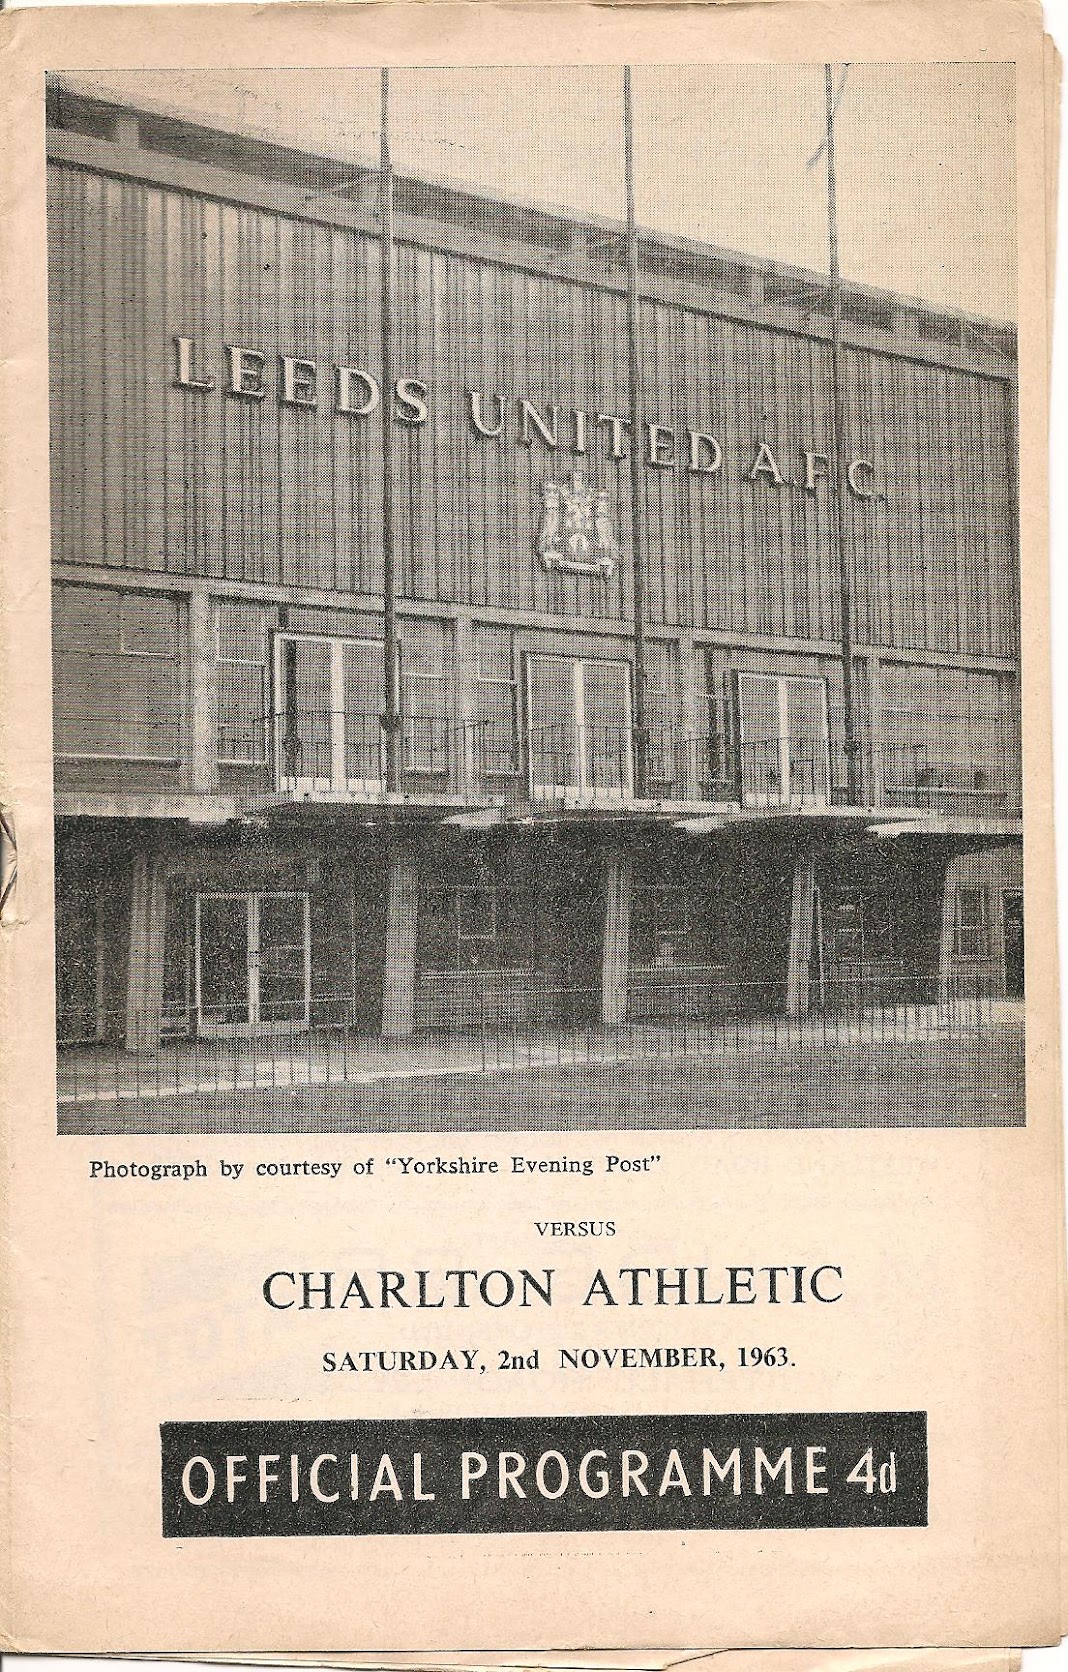 LEEDS UNITED A.F.C.
Photograph by courtesy of "Yorkshire Evening Post"
VERSUS
CHARLTON ATHLETIC
SATURDAY, 2nd NOVEMBER, 1963.
OFFICIAL PROGRAMME 4d